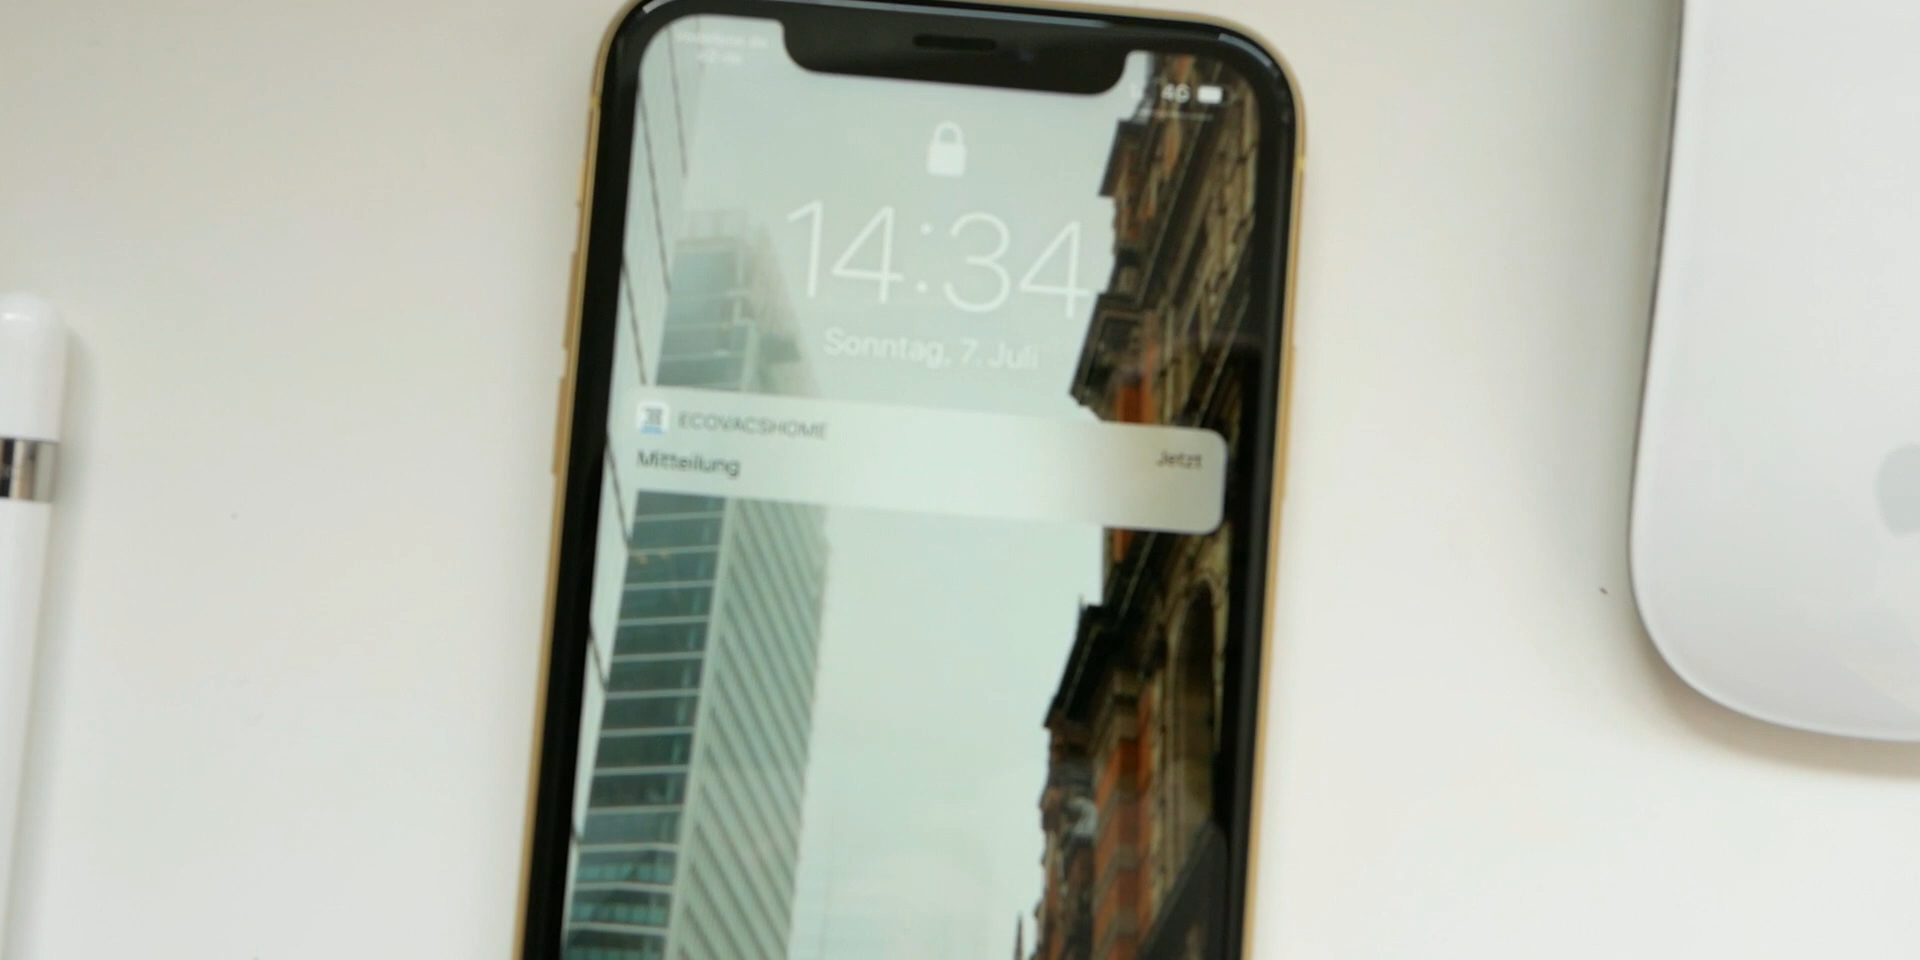 4G
14:34
Sonntag, 7. Juli
ECOVACSHOME
Jetzt
Mitteilung